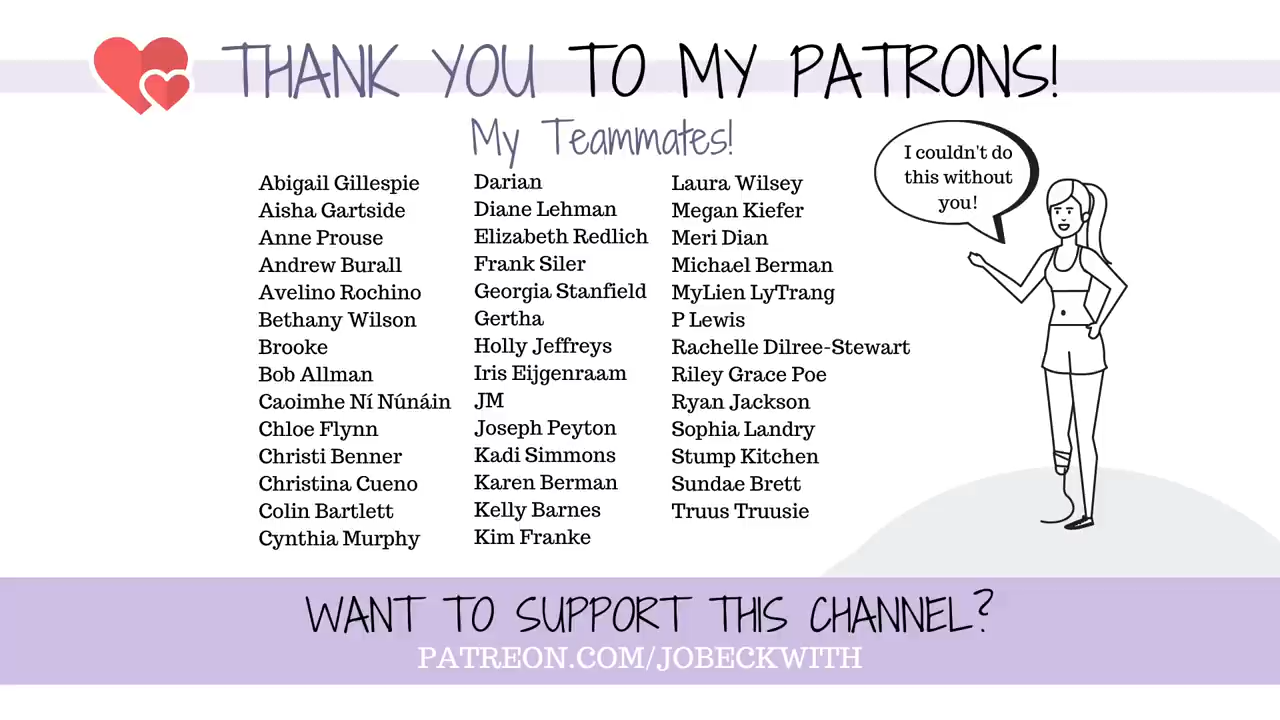 THANK YOU TO MY PATRONS!
My Teammates!
Abigail Gillespie
Aisha Gartside
Anne Prouse
Andrew Burall
Avelino Rochino
Bethany Wilson
Brooke
Bob Allman
Caoimhe Ní Núnáin
Chloe Flynn
Christi Benner
Christina Cueno
Colin Bartlett
Cynthia Murphy
Darian
Diane Lehman
Elizabeth Redlich
Frank Siler
Georgia Stanfield
Gertha
Holly Jeffreys
Iris Eijgenraam
JM
Joseph Peyton
Kadi Simmons
Karen Berman
Kelly Barnes
Kim Franke
Laura Wilsey
Megan Kiefer
Meri Dian
Michael Berman
MyLien LyTrang
P Lewis
Rachelle Dilree-Stewart
Riley Grace Poe
Ryan Jackson
Sophia Landry
Stump Kitchen
Sundae Brett
Truus Truusie
I couldn't do
this without
you!
WANT TO SUPPORT THIS CHANNEL?
PATREON.COM/JOBECKWITH